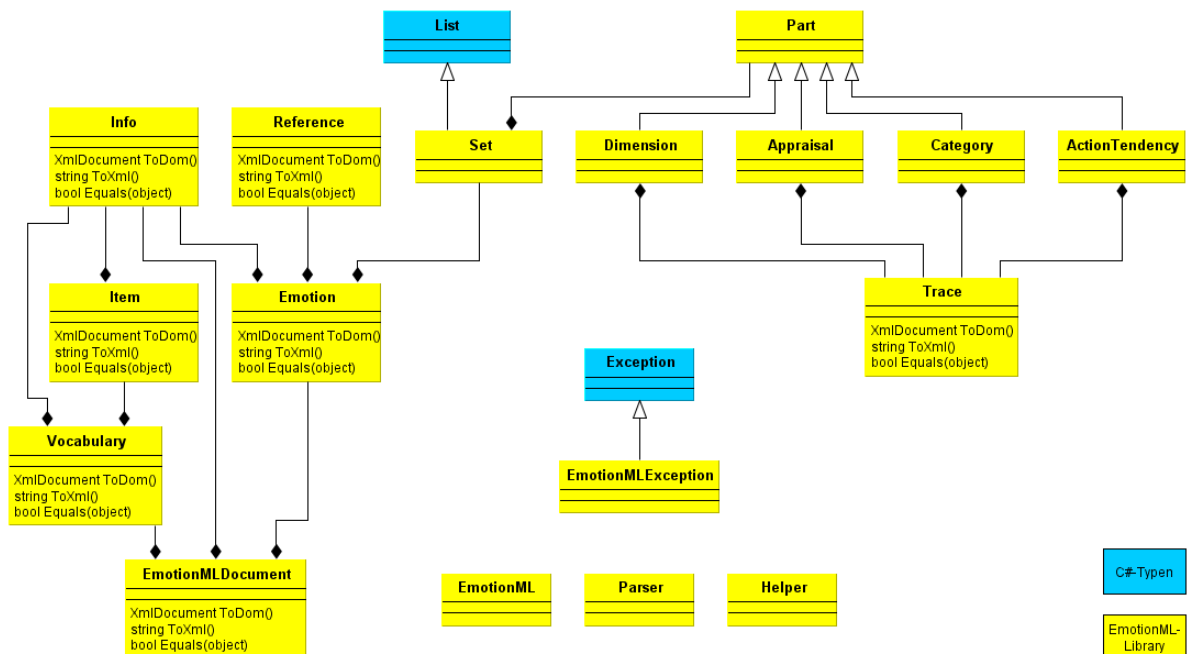 List
Part
Info
XmlDocument ToDom()
string ToXml()
bool Equals(object)
Reference
XmlDocument ToDom()
string ToXml()
bool Equals(object)
Set
Dimension
Appraisal
Category
ActionTendency
Item
XmlDocument ToDom()
string ToXml()
bool Equals(object)
Emotion
XmlDocument ToDom()
string ToXml()
bool Equals(object)
Trace
XmlDocument ToDom()
string ToXml()
bool Equals(object)
Exception
Vocabulary
XmlDocument ToDom()
string ToXml()
bool Equals(object)
EmotionMLException
EmotionMLDocument
XmlDocument ToDom()
string ToXml()
bool Equals(object)
EmotionML
Parser
Helper
C#-Typen
EmotionML-
Library